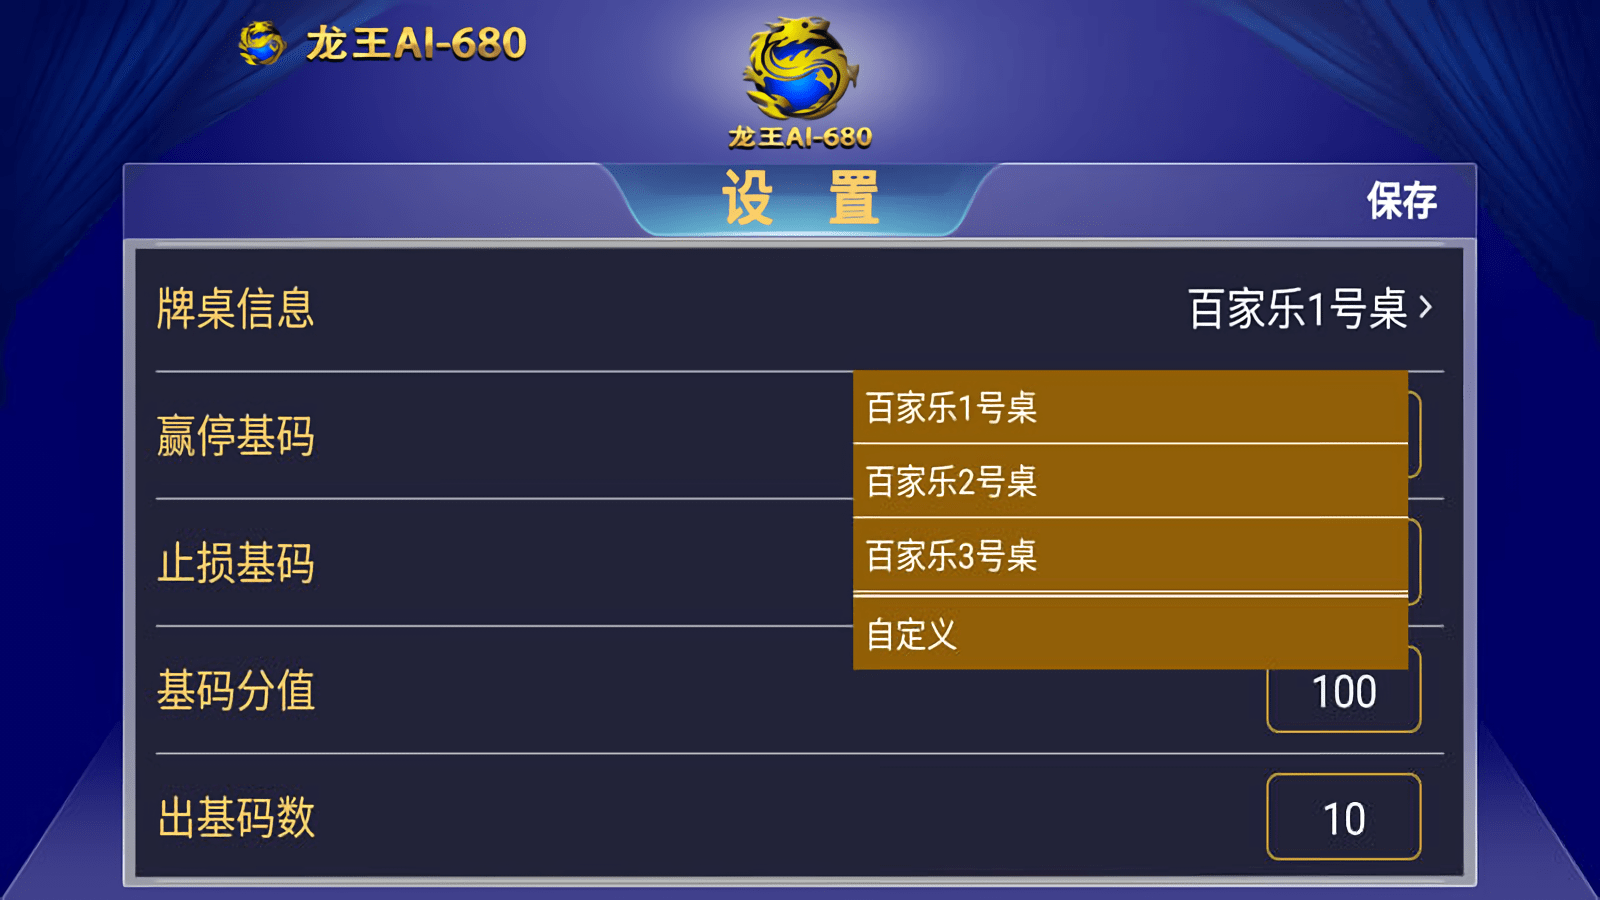 龙王AI-680
龙王AI-680
设置
保存
牌桌信息
百家乐1号桌
赢停基码
百家乐1号桌
百家乐2号桌
止损基码
百家乐3号桌
自定义
基码分值
100
出基码数
10